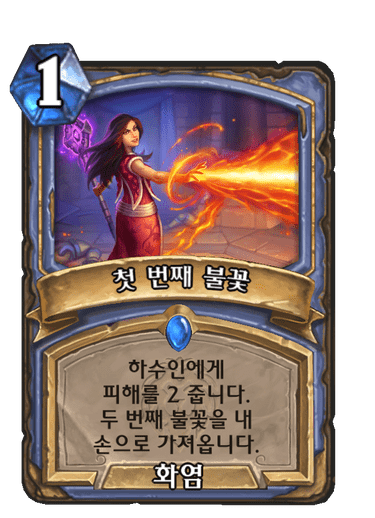 1
첫 번째 불꽃
하수인에게
피해를 2 줍니다.
두 번째 불꽃을 내
손으로 가져옵니다.
화염